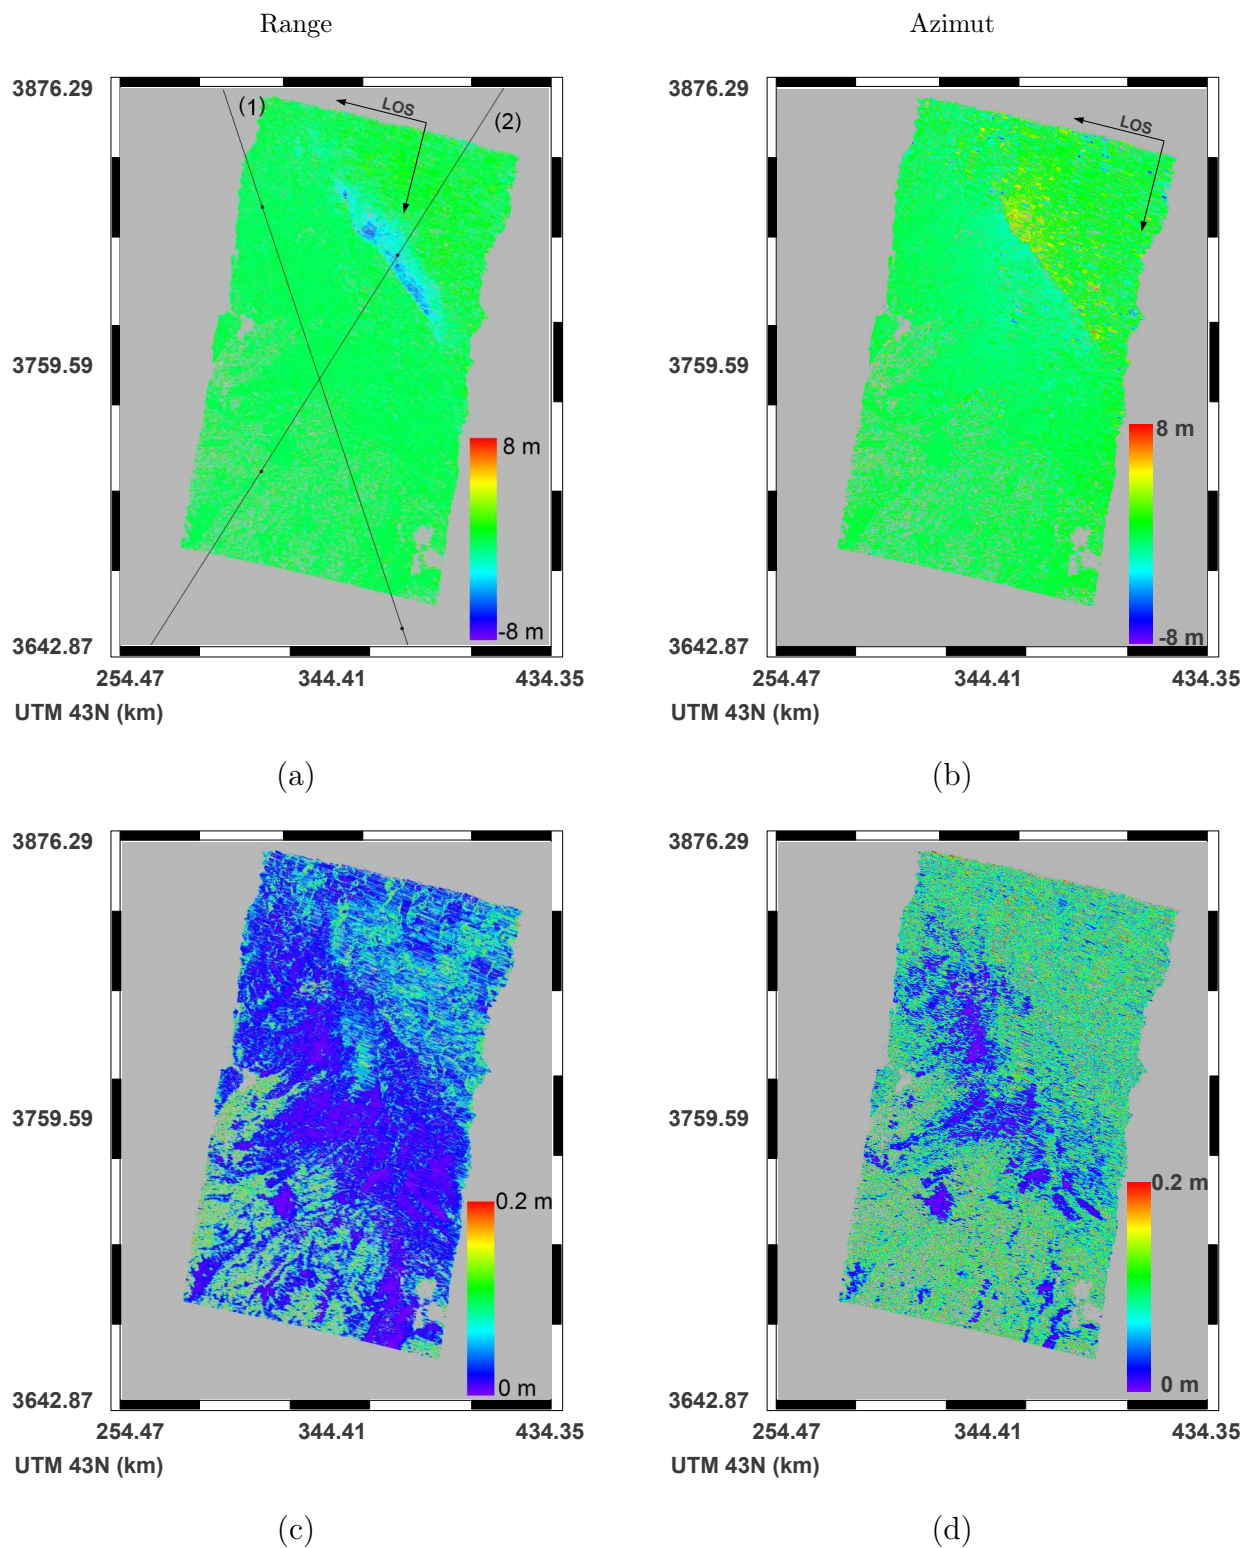 Range
Azimut
3876.29
(1)
LOS
(2)
3759.59
8 m
-8 m
3642.87
254.47
344.41
434.35
UTM 43N (km)
(a)
3876.29
LOS
3759.59
8 m
-8 m
3642.87
254.47
344.41
434.35
UTM 43N (km)
(b)
3876.29
3759.59
0.2 m
0 m
3642.87
254.47
344.41
434.35
UTM 43N (km)
(c)
3876.29
3759.59
0.2 m
0 m
3642.87
254.47
344.41
434.35
UTM 43N (km)
(d)